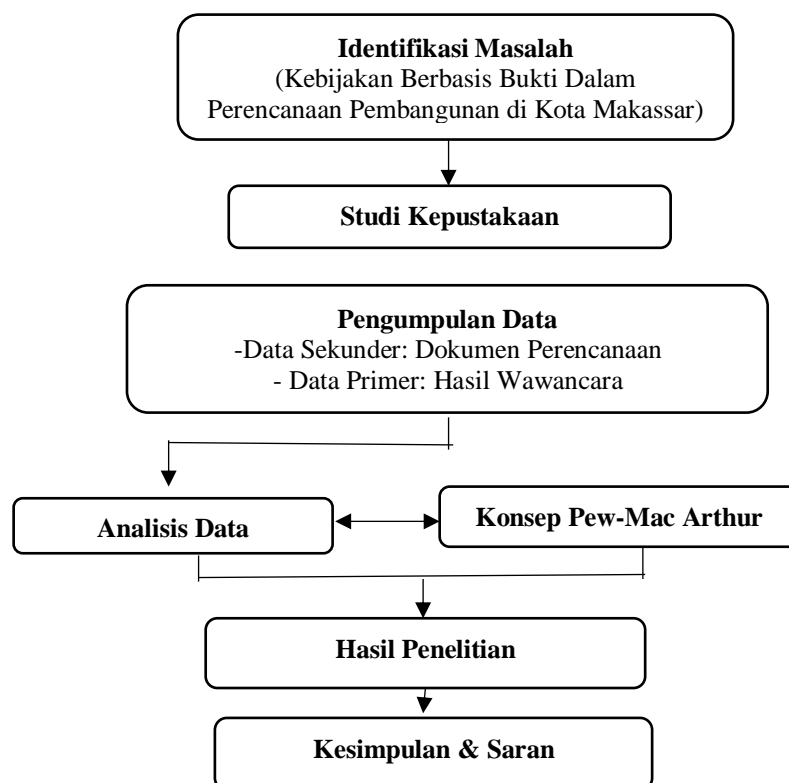 Identifikasi Masalah
(Kebijakan Berbasis Bukti Dalam
Perencanaan Pembangunan di Kota Makassar)
Studi Kepustakaan
Pengumpulan Data
-Data Sekunder: Dokumen Perencanaan
- Data Primer: Hasil Wawancara
Analisis Data
Konsep Pew-Mac Arthur
Hasil Penelitian
Kesimpulan & Saran